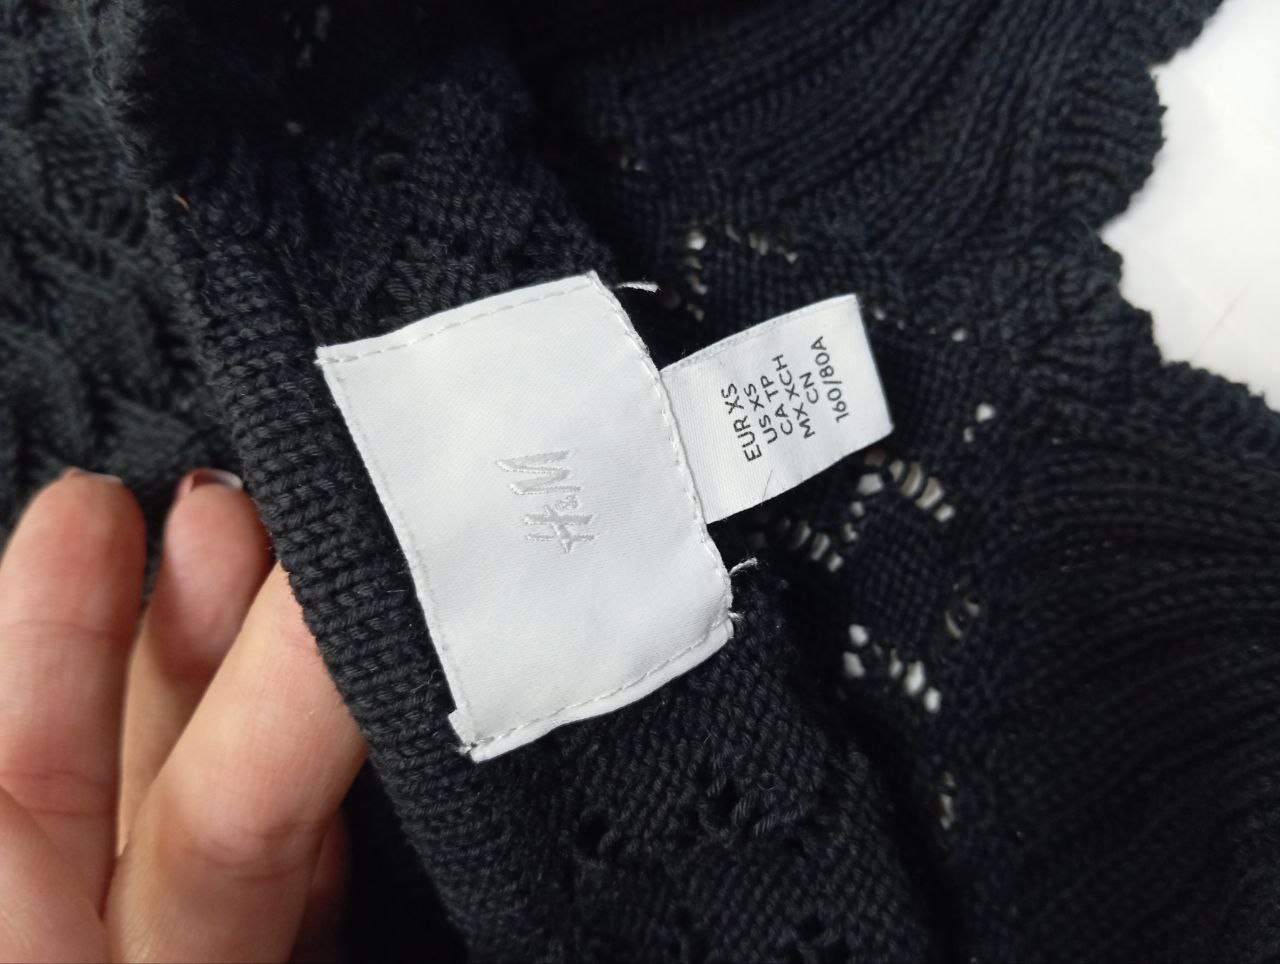 H&M
EUR XS
US XS
CA TP
MX XCH
CN
160/80A